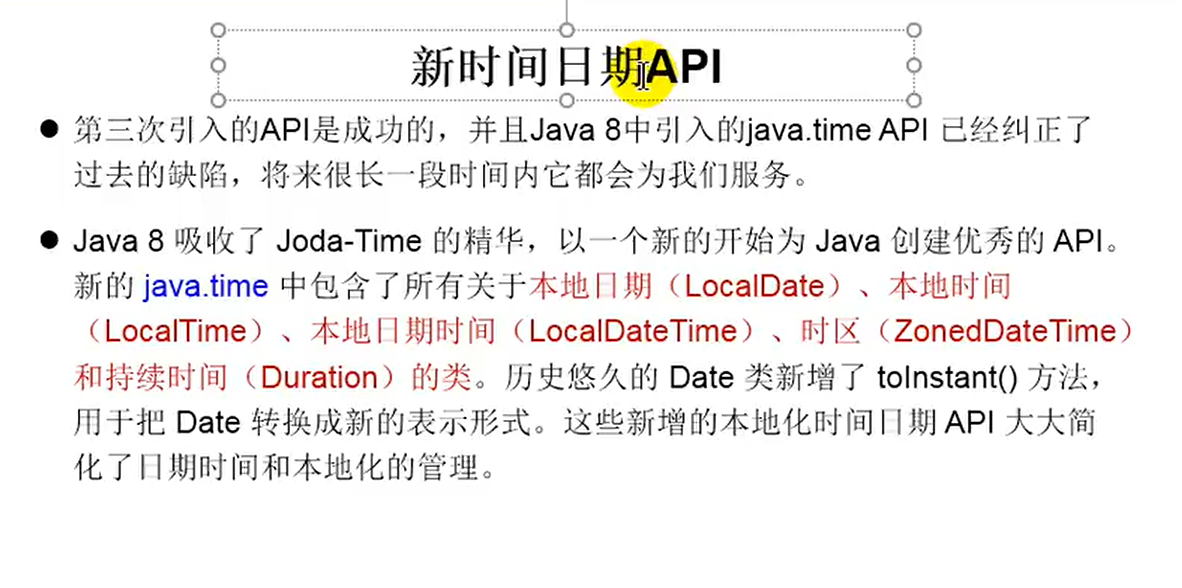 新时间日期API
● 第三次引入的API是成功的，并且Java 8中引入的java.time API 已经纠正了
过去的缺陷，将来很长一段时间内它都会为我们服务。
● Java 8 吸收了 Joda-Time 的精华，以一个新的开始为 Java 创建优秀的 API。
新的 java.time 中包含了所有关于本地日期（LocalDate）、本地时间
（LocalTime）、本地日期时间（LocalDateTime）、时区（ZonedDateTime）
和持续时间（Duration）的类。历史悠久的 Date 类新增了 toInstant() 方法，
用于把 Date 转换成新的表示形式。这些新增的本地化时间日期 API 大大简
化了日期时间和本地化的管理。